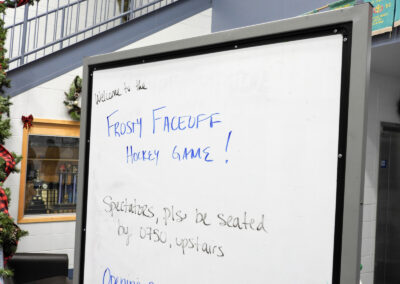 Welcome to the
FROSTY FACEOFF
HOCKEY GAME!
Spectators, pls be seated
by 0750, upstairs